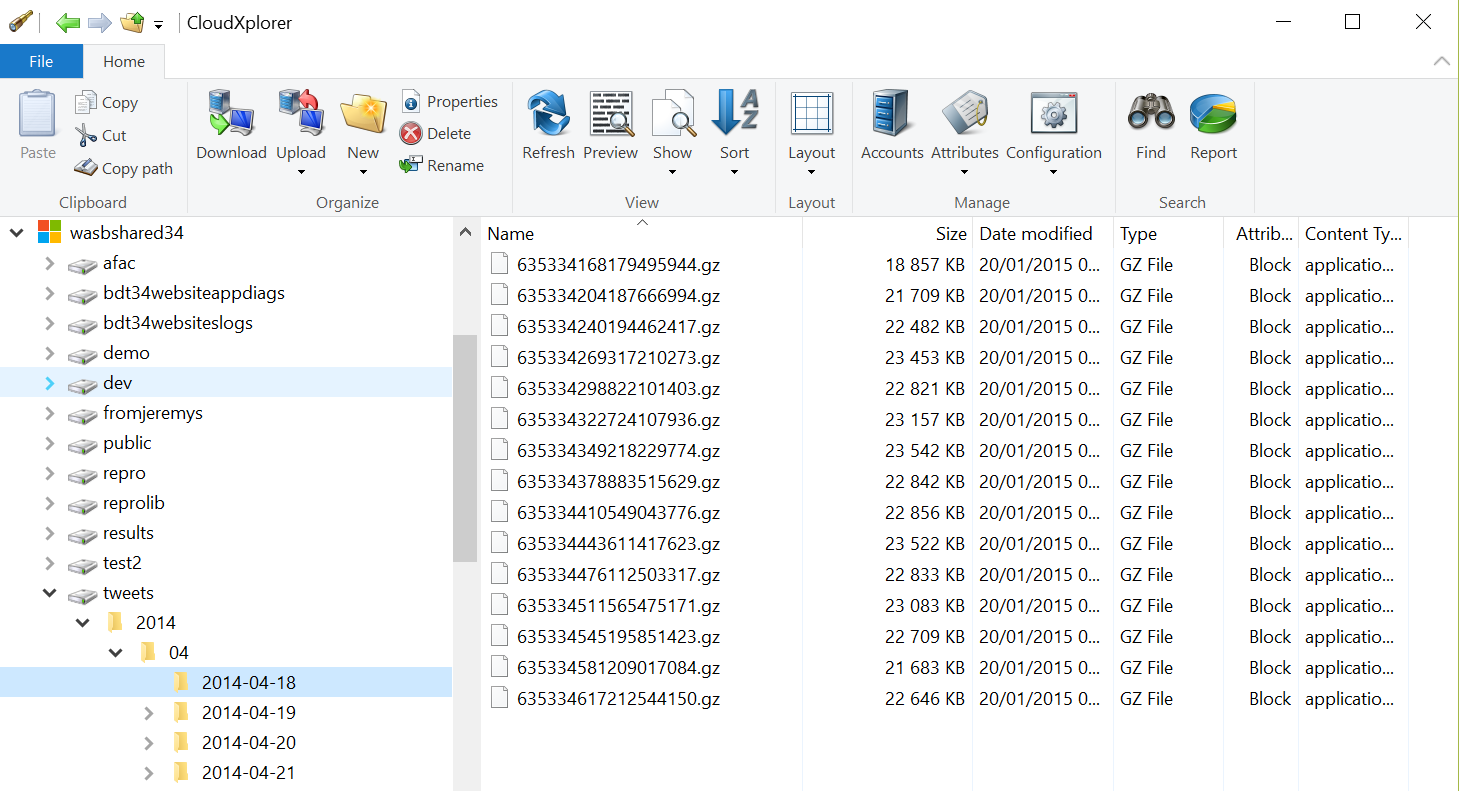 CloudXplorer
File Home
Paste
Copy
Cut
Copy path
Clipboard
Download Upload New
Properties
Delete
Rename
Organize
Refresh Preview Show Sort
View
Layout
Layout
Accounts Attributes Configuration
Manage
Find Report
Search
wasbshared34
afac
bdt34websiteappdiags
bdt34websiteslogs
demo
dev
fromjeremys
public
repro
reprolib
results
test2
tweets
2014
04
2014-04-18
2014-04-19
2014-04-20
2014-04-21
Name Size Date modified Type Attrib... Content Ty...
635334168179495944.gz 18 857 KB 20/01/2015 0... GZ File Block applicatio...
635334204187666994.gz 21 709 KB 20/01/2015 0... GZ File Block applicatio...
635334240194462417.gz 22 482 KB 20/01/2015 0... GZ File Block applicatio...
635334269317210273.gz 23 453 KB 20/01/2015 0... GZ File Block applicatio...
635334298822101403.gz 22 821 KB 20/01/2015 0... GZ File Block applicatio...
635334322724107936.gz 23 157 KB 20/01/2015 0... GZ File Block applicatio...
635334349218229774.gz 23 542 KB 20/01/2015 0... GZ File Block applicatio...
635334378883515629.gz 22 842 KB 20/01/2015 0... GZ File Block applicatio...
635334410549043776.gz 22 856 KB 20/01/2015 0... GZ File Block applicatio...
635334443611417623.gz 23 522 KB 20/01/2015 0... GZ File Block applicatio...
635334476112503317.gz 22 833 KB 20/01/2015 0... GZ File Block applicatio...
635334511565475171.gz 23 083 KB 20/01/2015 0... GZ File Block applicatio...
635334545195851423.gz 22 709 KB 20/01/2015 0... GZ File Block applicatio...
635334581209017084.gz 21 683 KB 20/01/2015 0... GZ File Block applicatio...
635334617212544150.gz 22 646 KB 20/01/2015 0... GZ File Block applicatio...